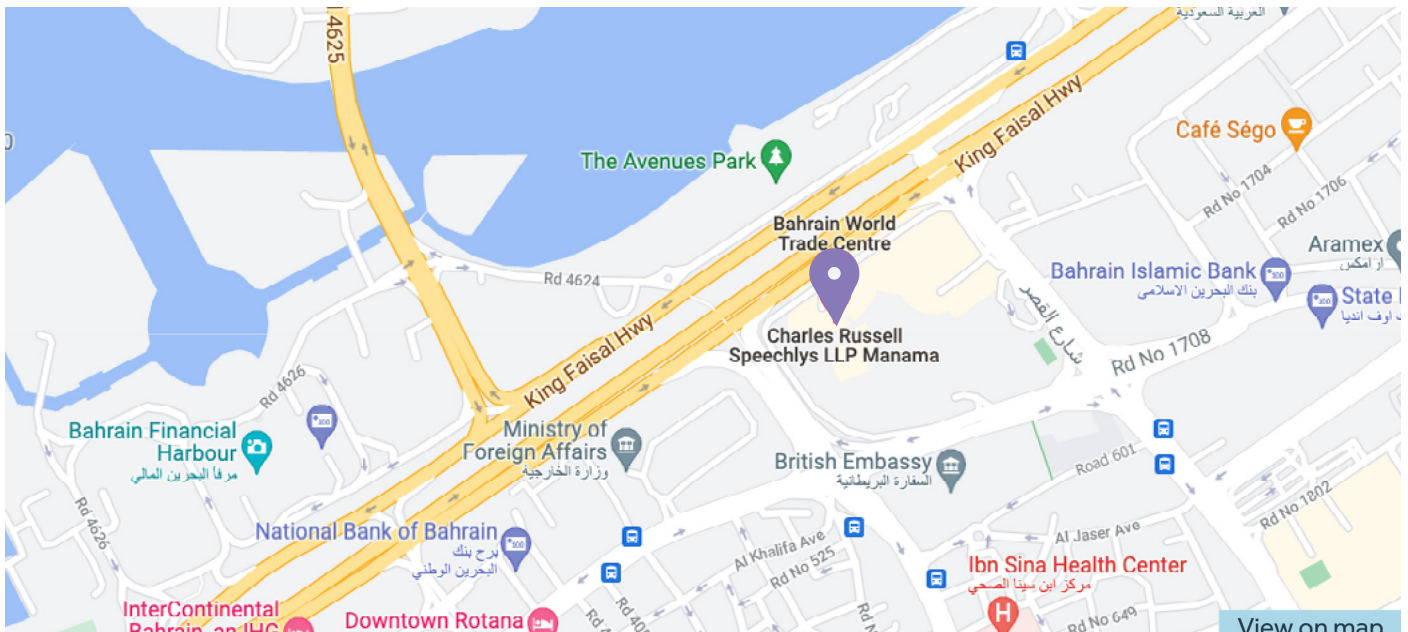 4625
العربية السعودية
King Faisal Hwy
Café Ségo
The Avenues Park
Rd No 1704
Rd No 1706
Bahrain World
Trade Centre
Aramex
أرامكس
Rd 4624
Bahrain Islamic Bank
بنك البحرين الاسلامي
State
شارع القصر
Charles Russell
Speechlys LLP Manama
Rd No 1708
King Faisal Hwy
Rd 4626
Bahrain Financial
Harbour
مرفأ البحرين المالي
Ministry of
Foreign Affairs
وزارة الخارجية
British Embassy
السفارة البريطانية
Road 601
Rd No 1802
Rd 4626
National Bank of Bahrain
برج بنك
البحرين الوطني
Al Khalifa Ave
Rd No 525
Al Jaser Ave
Ibn Sina Health Center
مركز ابن سينا الصحي
H
InterContinental
Bahrain, an IHG
Downtown Rotana
Rd No 649
View on map